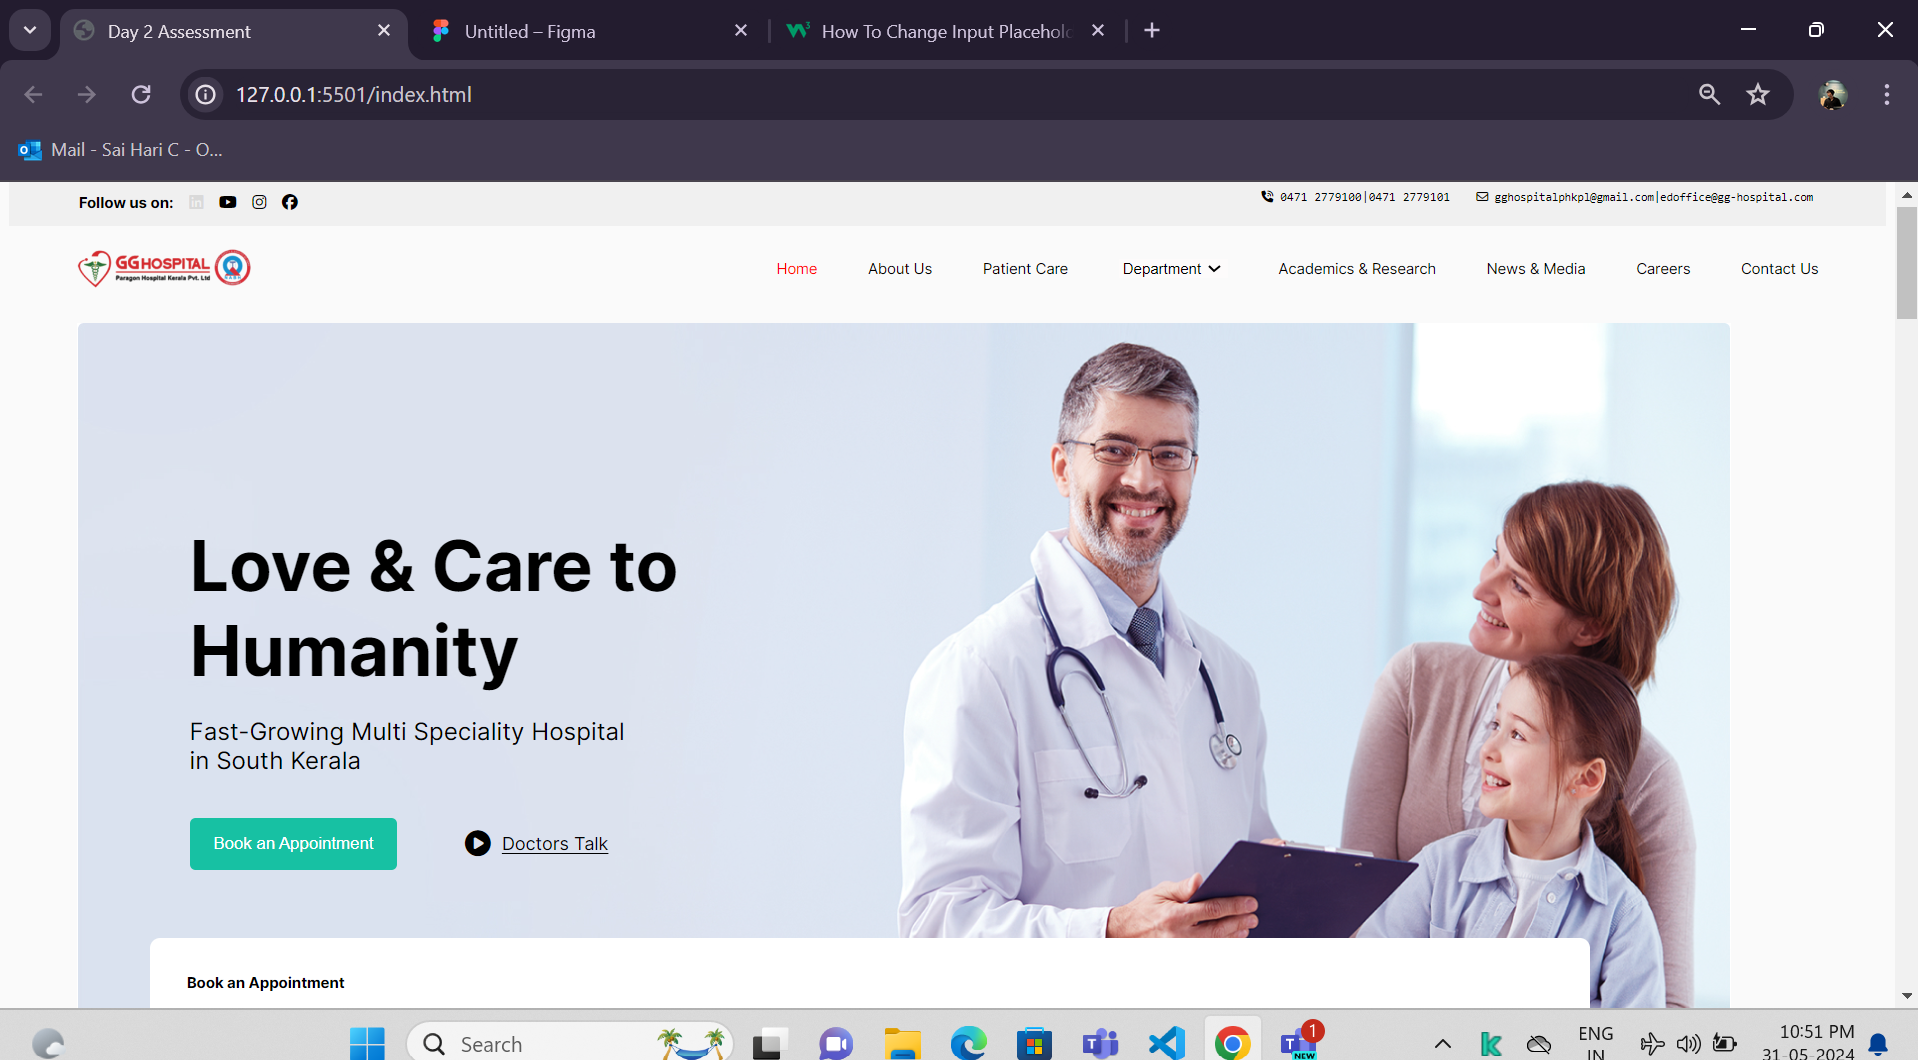 Day 2 Assessment
Untitled – Figma
How To Change Input Placehol
127.0.0.1:5501/index.html
Mail - Sai Hari C - O...
Follow us on:
0471 2779100|0471 2779101
gghospitalphkpl@gmail.com|edoffice@gg-hospital.com
GG HOSPITAL
Paragon Hospital Kerala Pvt. Ltd
Home
About Us
Patient Care
Department
Academics & Research
News & Media
Careers
Contact Us
Love & Care to
Humanity
Fast-Growing Multi Speciality Hospital
in South Kerala
Book an Appointment
Doctors Talk
Book an Appointment
Search
1
NEW
ENG
IN
10:51 PM
31-05-2024